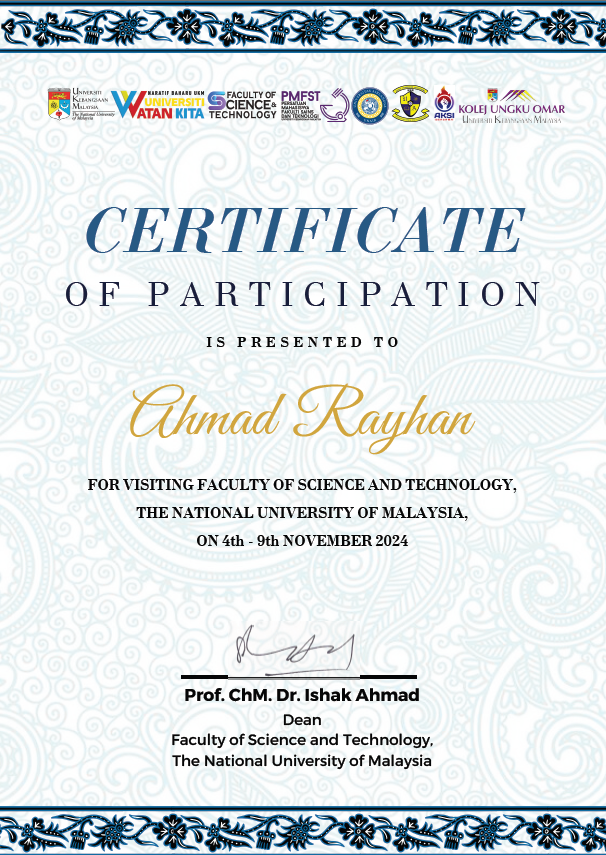 UNIVERSITI
KEBANGSAAN
MALAYSIA
The National University
of Malaysia
NARATIF BAHARU UKM
UNIVERSITI
WATAN KITA
FACULTY OF
SCIENCE&
TECHNOLOGY
PMFST
PERSATUAN
MAHASISWA
FAKULTI SAINS
DAN TEKNOLOGI
AKSI
KOLEJ UNGKU OMAR
UNIVERSITI KEBANGSAAN MALAYSIA
CERTIFICATE
OF PARTICIPATION
IS PRESENTED TO
Ahmad Rayhan
FOR VISITING FACULTY OF SCIENCE AND TECHNOLOGY,
THE NATIONAL UNIVERSITY OF MALAYSIA,
ON 4th - 9th NOVEMBER 2024
Prof. ChM. Dr. Ishak Ahmad
Dean
Faculty of Science and Technology,
The National University of Malaysia